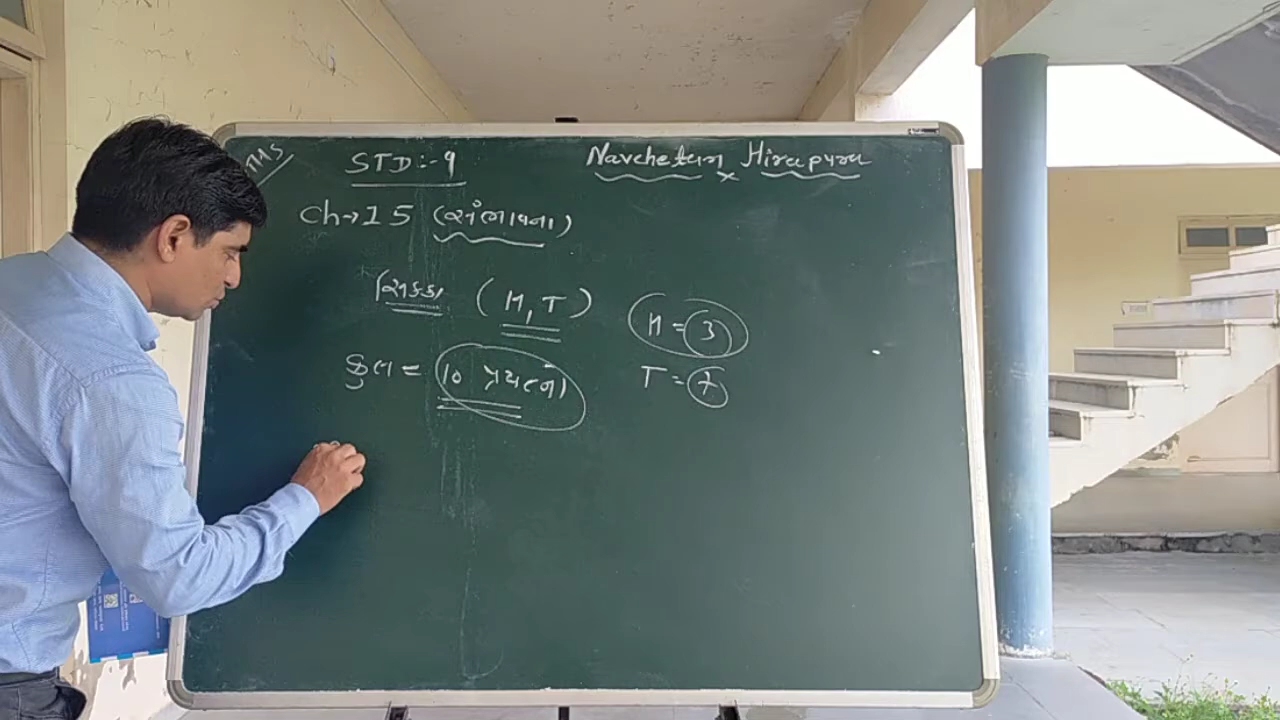 STD:- 9
Navchetan Hirapura
Ch→15 (સંભાવના)
સિક્કા (H, T)
H = 3
કુલ = 10 પ્રયત્નો
T = 7